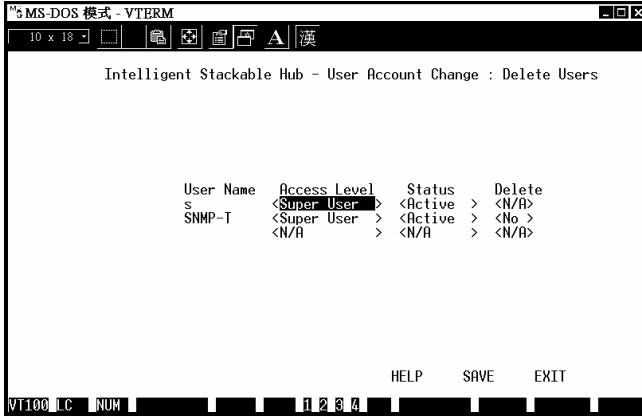 MS-DOS 模式 - VTERM
10 x 18 A 漢
Intelligent Stackable Hub - User Account Change : Delete Users
User Name Access Level Status Delete
s <Super User > <Active > <N/A>
SNMP-T <Super User > <Active > <No >
<N/A > <N/A > <N/A>
HELP SAVE EXIT
VT100 LC NUM 1 2 3 4